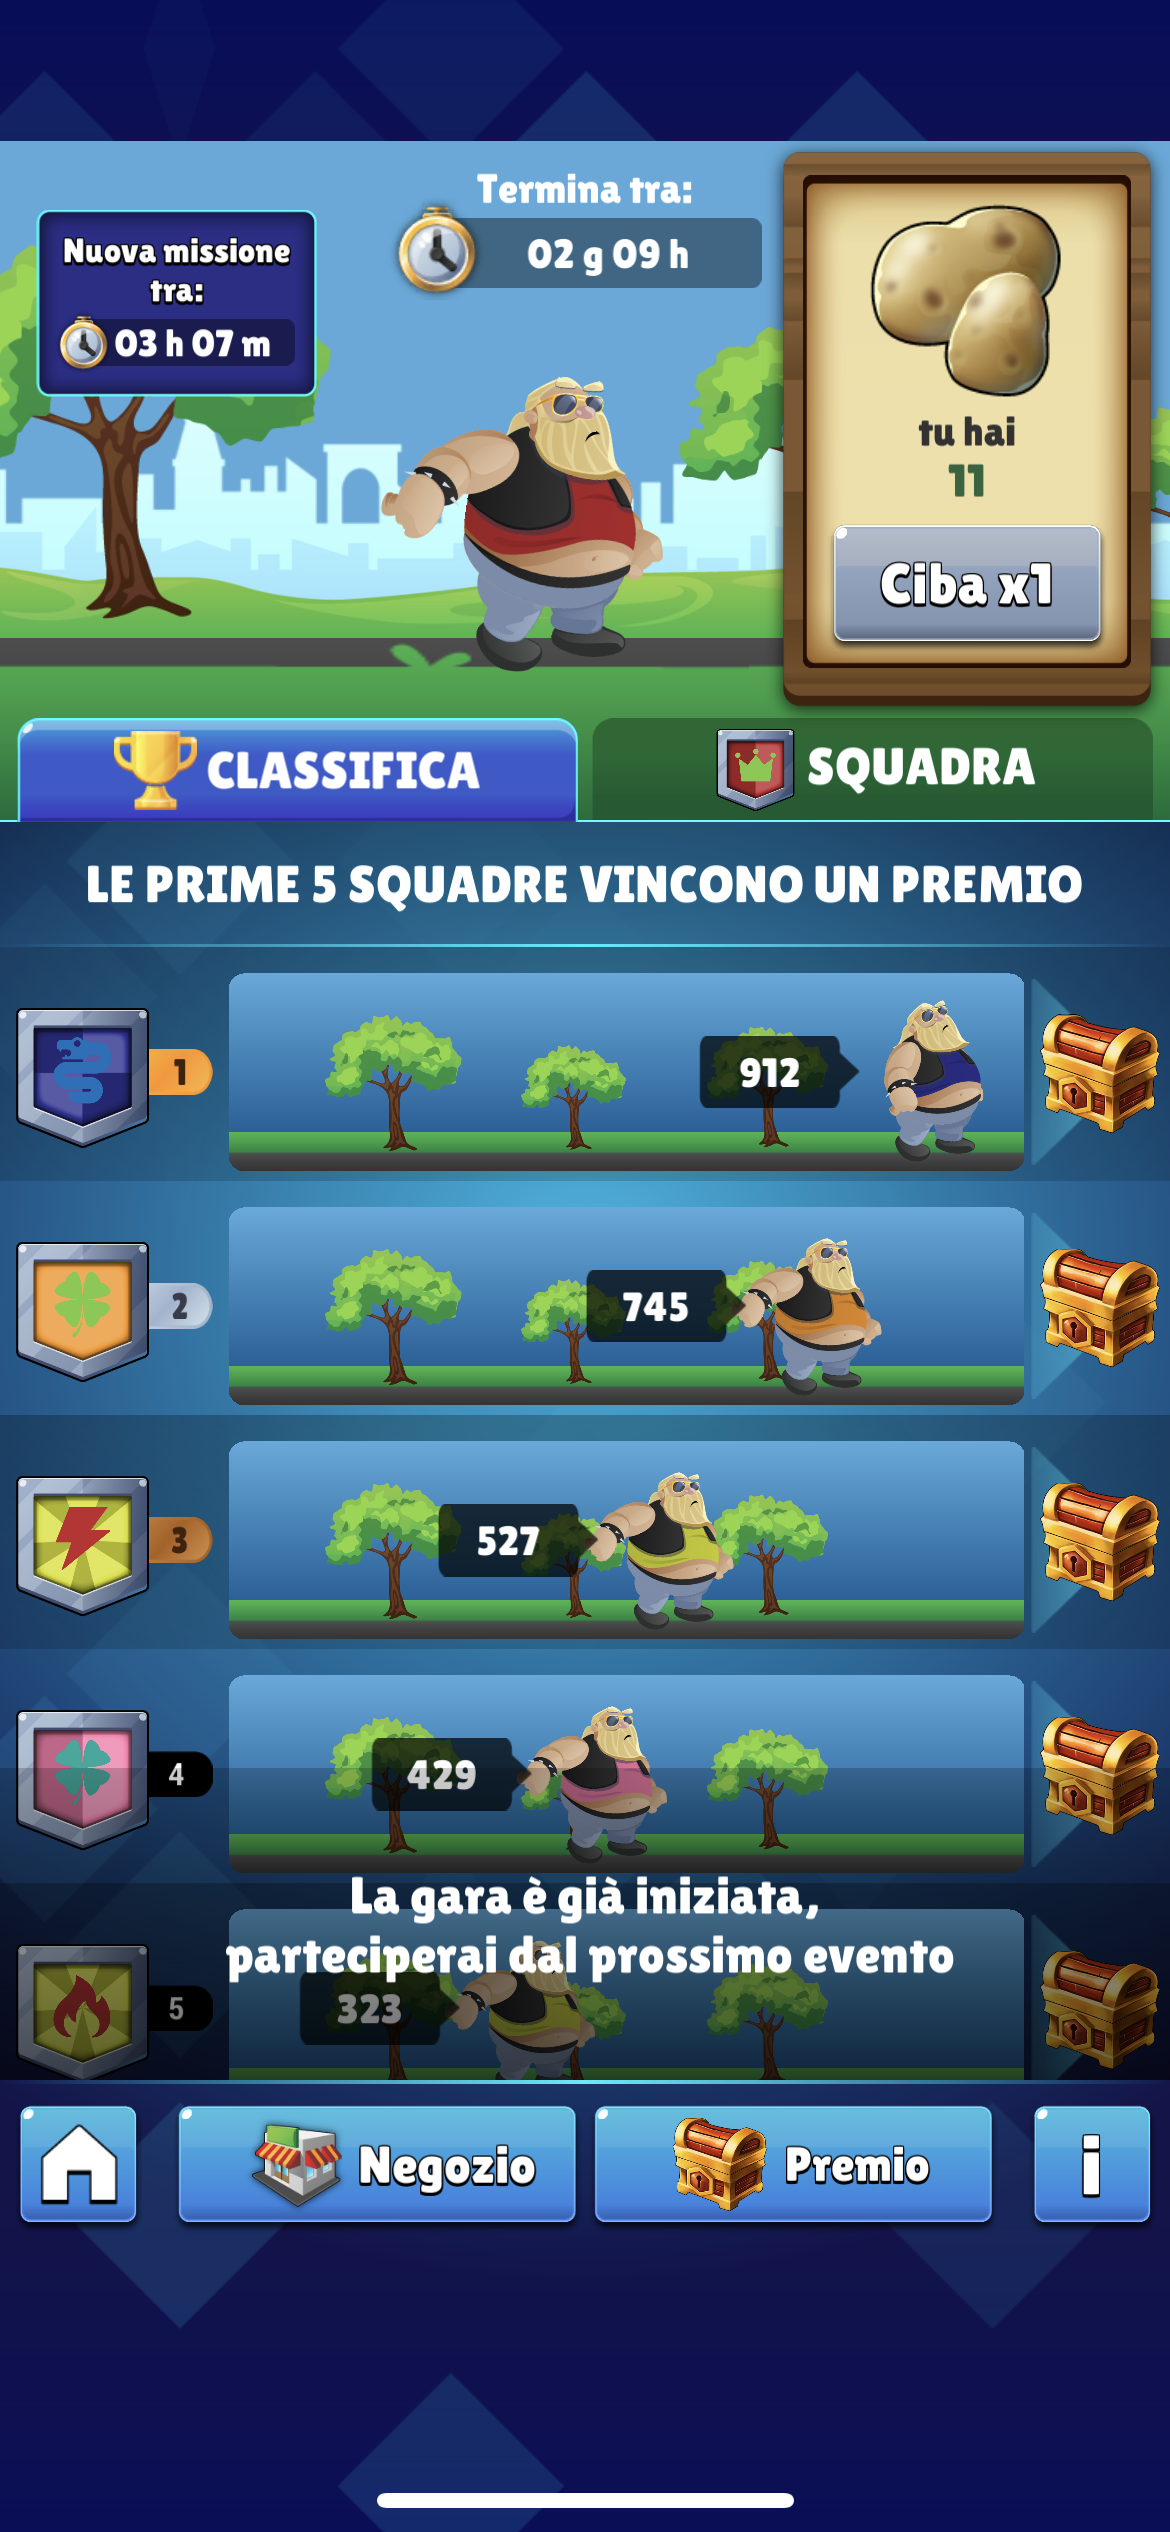 Termina tra:
02 g 09 h
Nuova missione
tra:
03 h 07 m
tu hai
11
Ciba x1
CLASSIFICA
SQUADRA
LE PRIME 5 SQUADRE VINCONO UN PREMIO
1
912
2
745
3
527
4
429
La gara è già iniziata,
parteciperai dal prossimo evento
5
323
Negozio
Premio
i